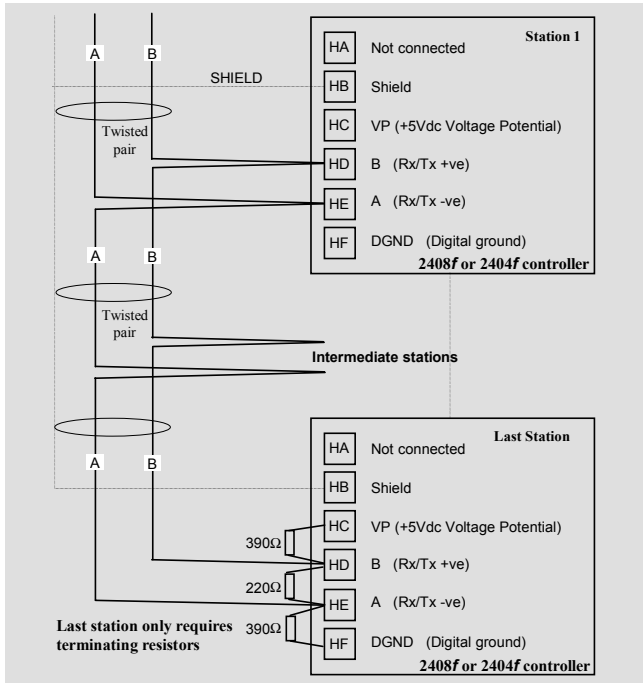 A
B
SHIELD
Twisted
pair
Station 1
HA Not connected
HB Shield
HC VP (+5Vdc Voltage Potential)
HD B (Rx/Tx +ve)
HE A (Rx/Tx -ve)
HF DGND (Digital ground)
2408f or 2404f controller
A
B
Twisted
pair
Intermediate stations
A
B
Last Station
HA Not connected
HB Shield
HC VP (+5Vdc Voltage Potential)
390Ω
HD B (Rx/Tx +ve)
220Ω
HE A (Rx/Tx -ve)
390Ω
HF DGND (Digital ground)
2408f or 2404f controller
Last station only requires
terminating resistors